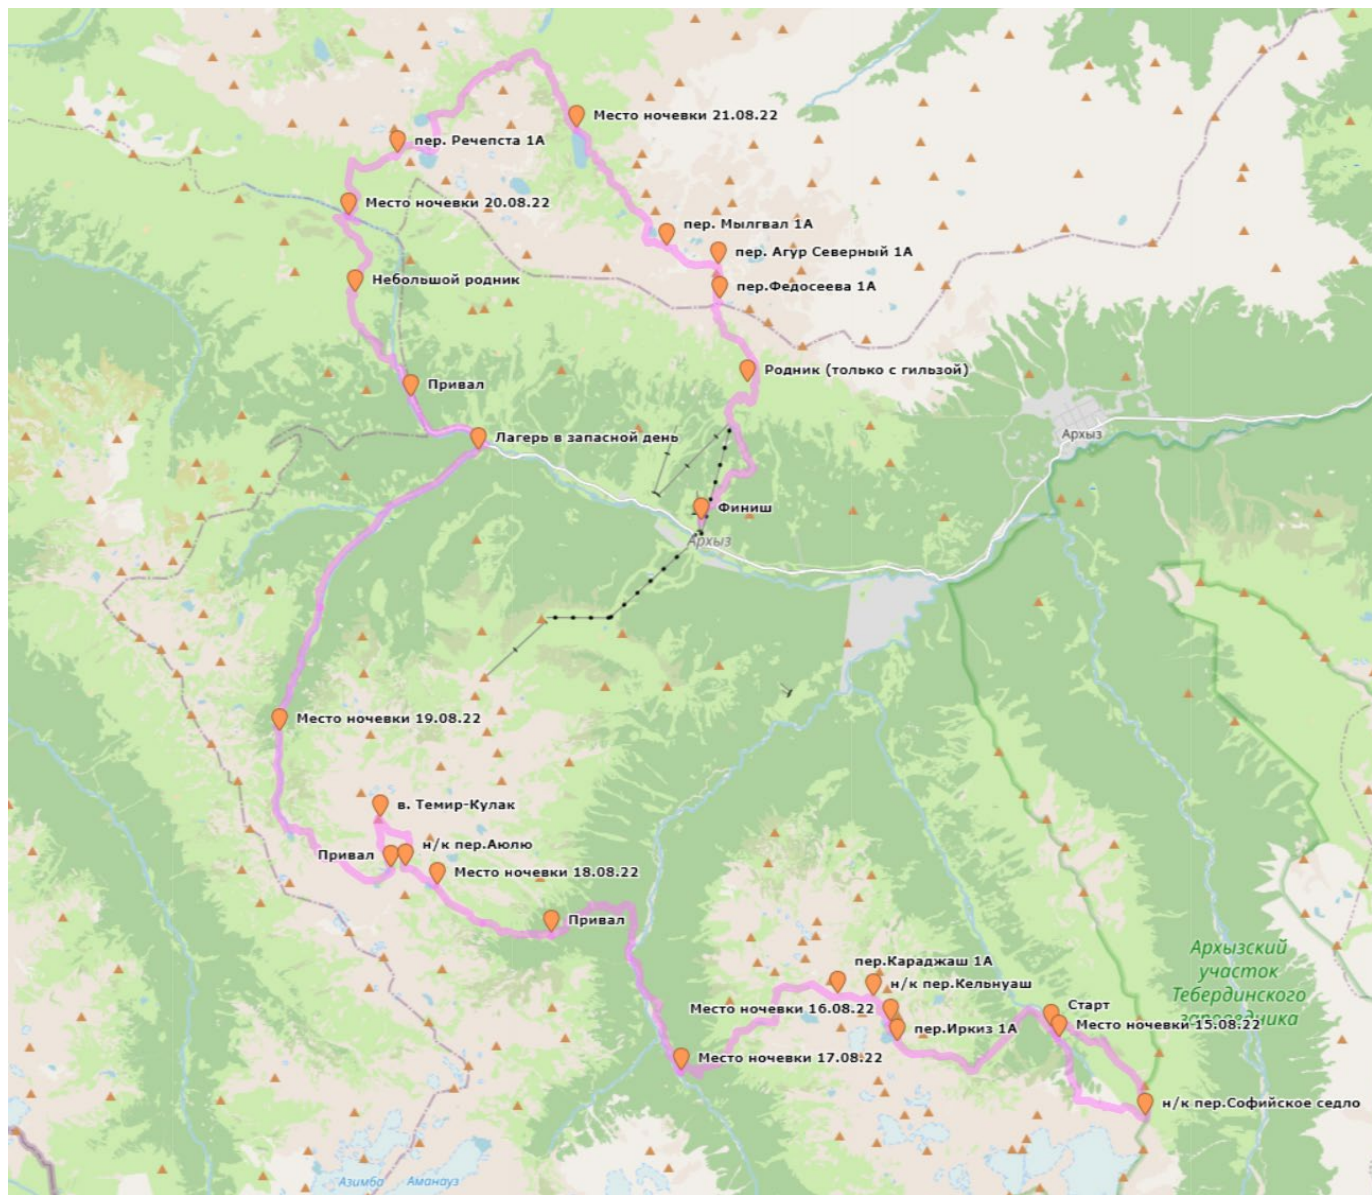 Место ночевки 21.08.22
пер. Речепста 1А
Место ночевки 20.08.22
пер. Мылгвал 1А
пер. Агур Северный 1А
Небольшой родник
пер.Федосеева 1А
Родник (только с гильзой)
Привал
Архыз
Лагерь в запасной день
Финиш
Архыз
Место ночевки 19.08.22
в. Темир-Кулак
н/к пер.Аюлю
Привал
Место ночевки 18.08.22
Привал
Архызский
участок
Тебердинского
заповедника
пер.Караджаш 1А
н/к пер.Кельнуаш
Место ночевки 16.08.22
Старт
Место ночевки 15.08.22
пер.Иркиз 1А
Место ночевки 17.08.22
н/к пер.Софийское седло
Азимба
Аманауз